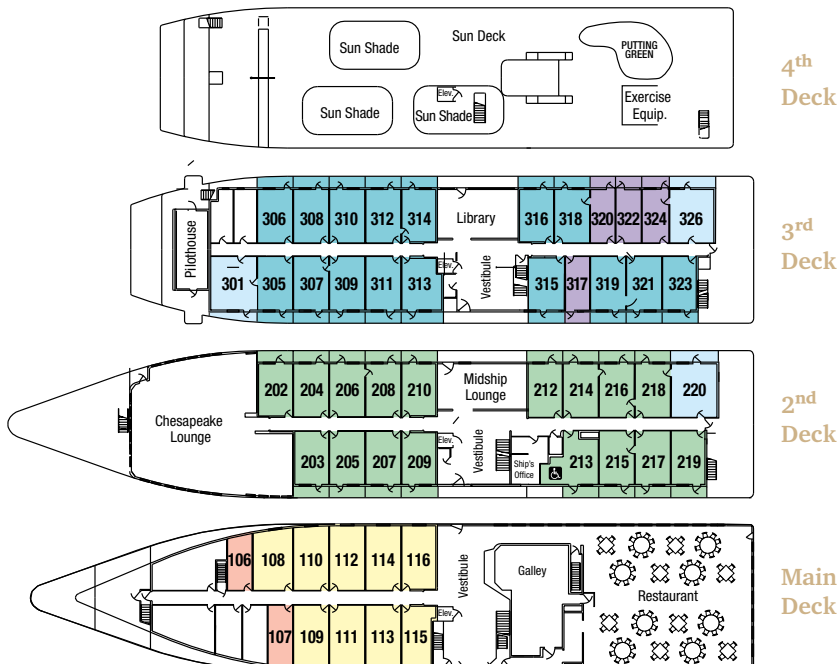 Sun Deck
Sun Shade
PUTTING
GREEN
4th
Deck
Elev.
Exercise
Equip.
Sun Shade
Sun Shade
306 308 310 312 314
Library
316 318 320 322 324 326
Pilothouse
3rd
Deck
Elev.
Vestibule
301 305 307 309 311 313
315 317 319 321 323
202 204 206 208 210
Midship
Lounge
212 214 216 218 220
Chesapeake
Lounge
2nd
Deck
Elev.
Vestibule
203 205 207 209
Ship's
Office
213 215 217 219
106 108 110 112 114 116
Vestibule
Galley
Restaurant
Main
Deck
Elev.
107 109 111 113 115